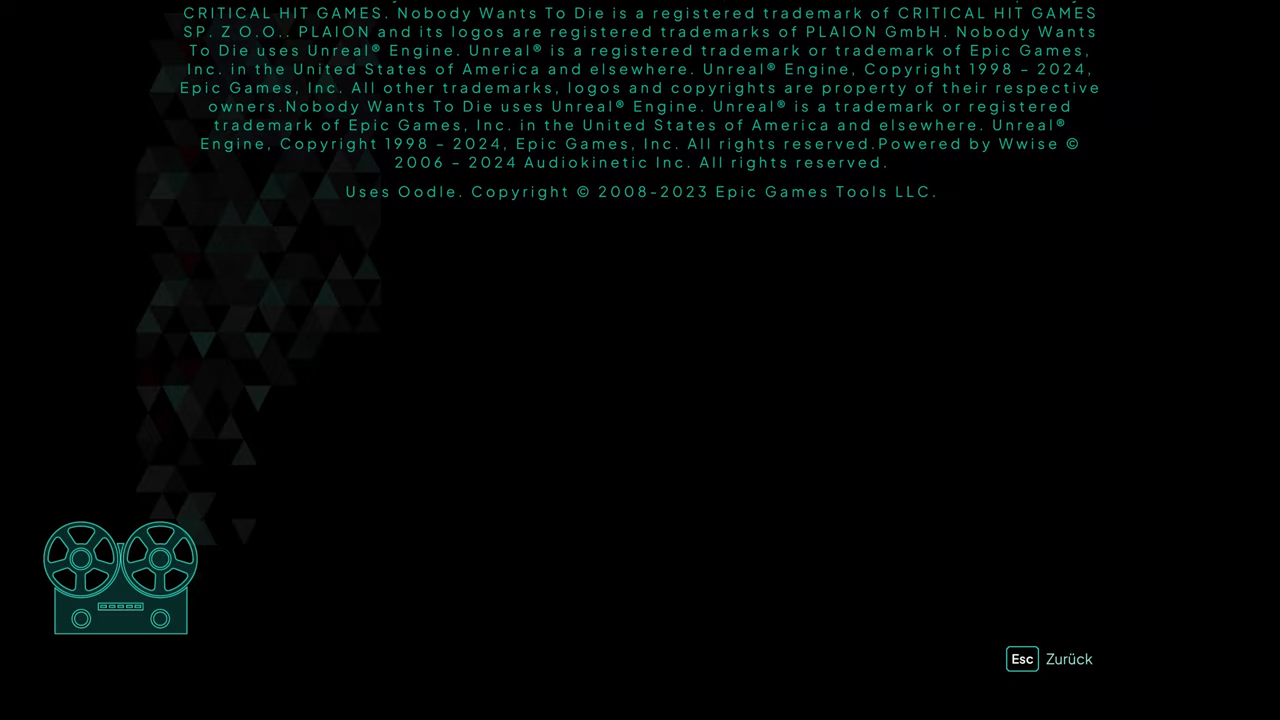 CRITICAL HIT GAMES. Nobody Wants To Die is a registered trademark of CRITICAL HIT GAMES
SP. Z O.O.. PLAION and its logos are registered trademarks of PLAION GmbH. Nobody Wants
To Die uses Unreal® Engine. Unreal® is a registered trademark or trademark of Epic Games,
Inc. in the United States of America and elsewhere. Unreal® Engine, Copyright 1998 – 2024,
Epic Games, Inc. All other trademarks, logos and copyrights are property of their respective
owners.Nobody Wants To Die uses Unreal® Engine. Unreal® is a trademark or registered
trademark of Epic Games, Inc. in the United States of America and elsewhere. Unreal®
Engine, Copyright 1998 – 2024, Epic Games, Inc. All rights reserved.Powered by Wwise ©
2006 – 2024 Audiokinetic Inc. All rights reserved.
Uses Oodle. Copyright © 2008-2023 Epic Games Tools LLC.
Esc Zurück